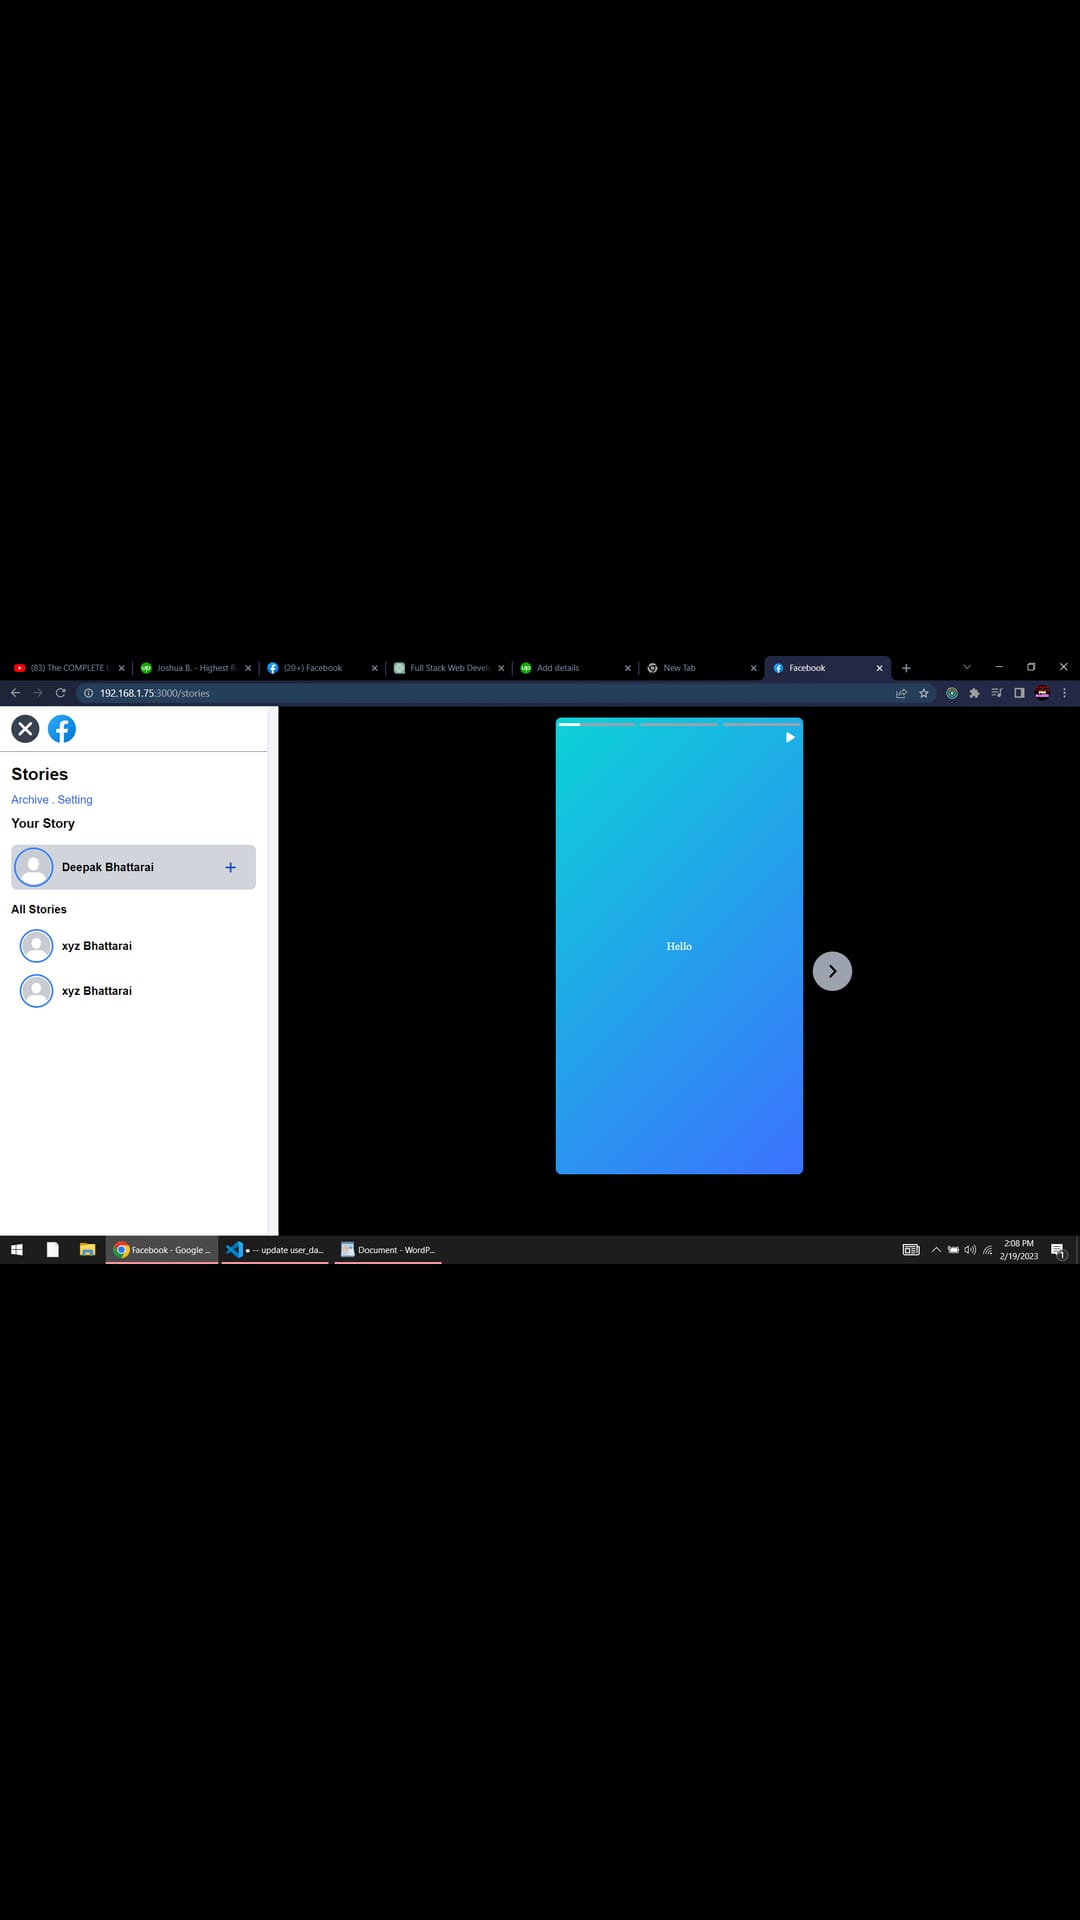 (83) The COMPLETE
Joshua B. - Highest R
(20+) Facebook
Full Stack Web Devel
Add details
New Tab
Facebook
192.168.1.75:3000/stories
Stories
Archive . Setting
Your Story
Deepak Bhattarai
+
All Stories
xyz Bhattarai
xyz Bhattarai
Hello
Facebook - Google ...
● -- update user_da...
Document - WordP...
2:08 PM
2/19/2023
1